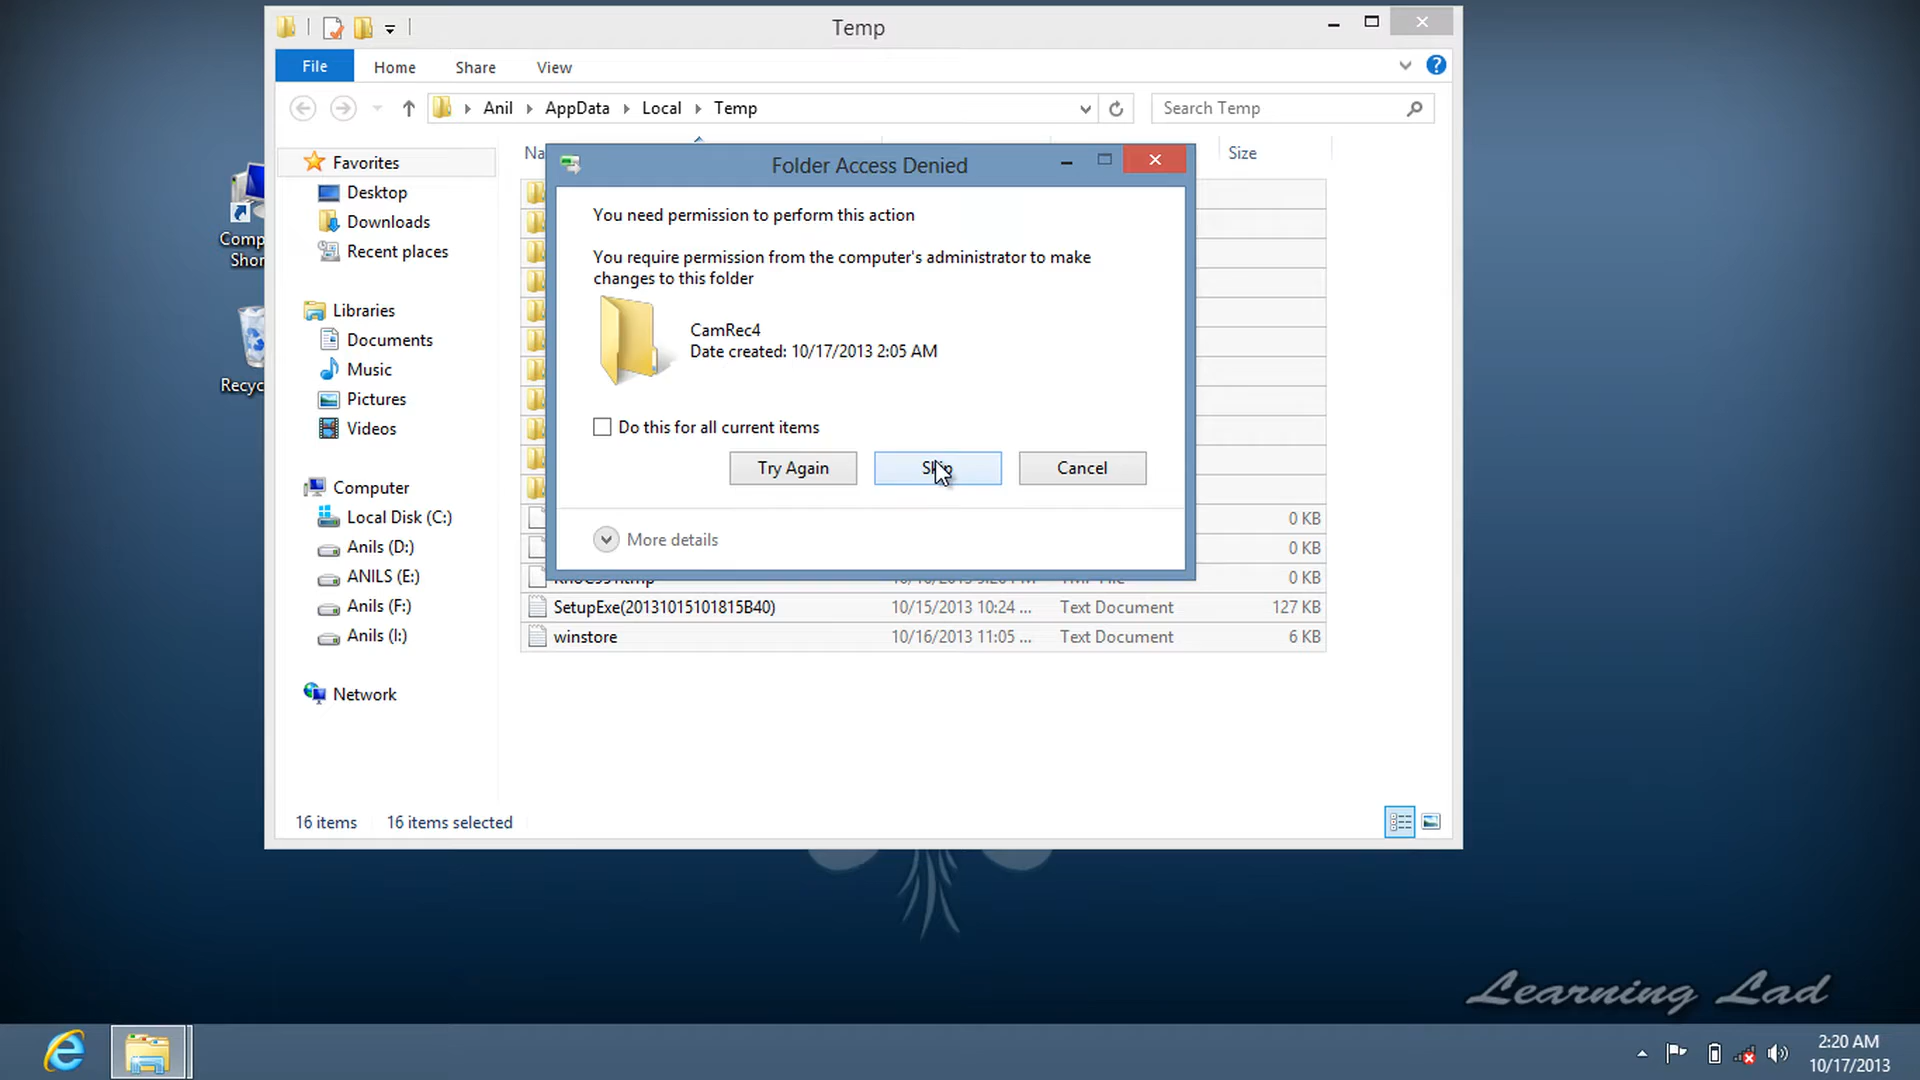 Temp
File
Home
Share
View
Anil
AppData
Local
Temp
Search Temp
Size
Favorites
Desktop
Downloads
Recent places
Libraries
Documents
Music
Pictures
Videos
Computer
Local Disk (C:)
Anils (D:)
ANILS (E:)
Anils (F:)
Anils (I:)
Network
Folder Access Denied
You need permission to perform this action
You require permission from the computer's administrator to make
changes to this folder
CamRec4
Date created: 10/17/2013 2:05 AM
Do this for all current items
Try Again
Skip
Cancel
More details
0 KB
0 KB
0 KB
SetupExe(20131015101815B40)
10/15/2013 10:24 ...
Text Document
127 KB
winstore
10/16/2013 11:05 ...
Text Document
6 KB
16 items
16 items selected
Learning Lad
2:20 AM
10/17/2013